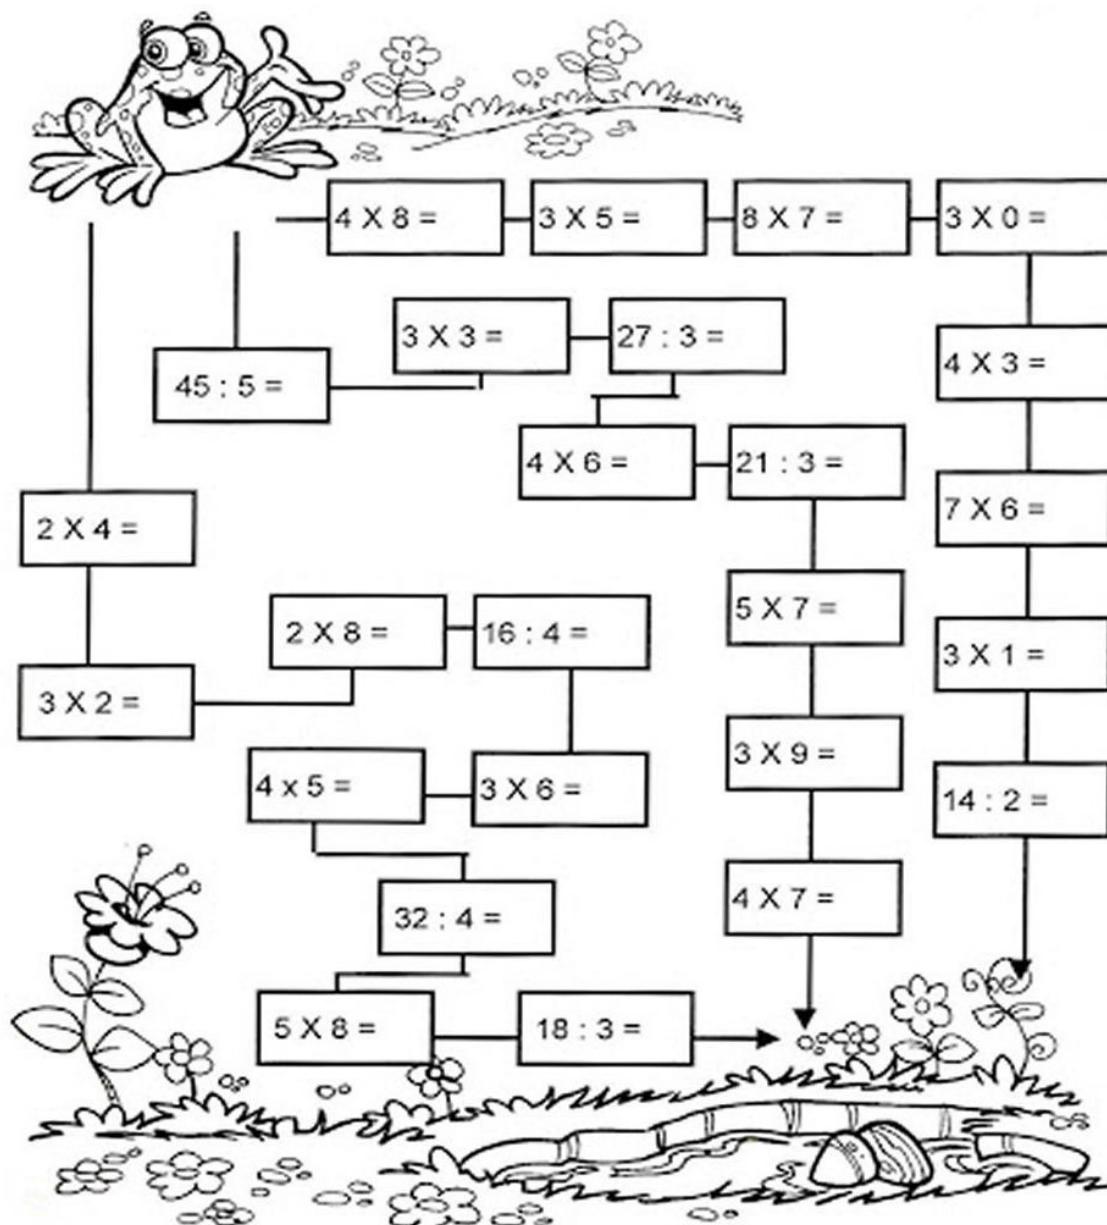 4 X 8 =
3 X 5 =
8 X 7 =
3 X 0 =
3 X 3 =
27 : 3 =
4 X 3 =
45 : 5 =
4 X 6 =
21 : 3 =
7 X 6 =
2 X 4 =
5 X 7 =
2 X 8 =
16 : 4 =
3 X 1 =
3 X 2 =
3 X 9 =
4 x 5 =
3 X 6 =
14 : 2 =
4 X 7 =
32 : 4 =
5 X 8 =
18 : 3 =